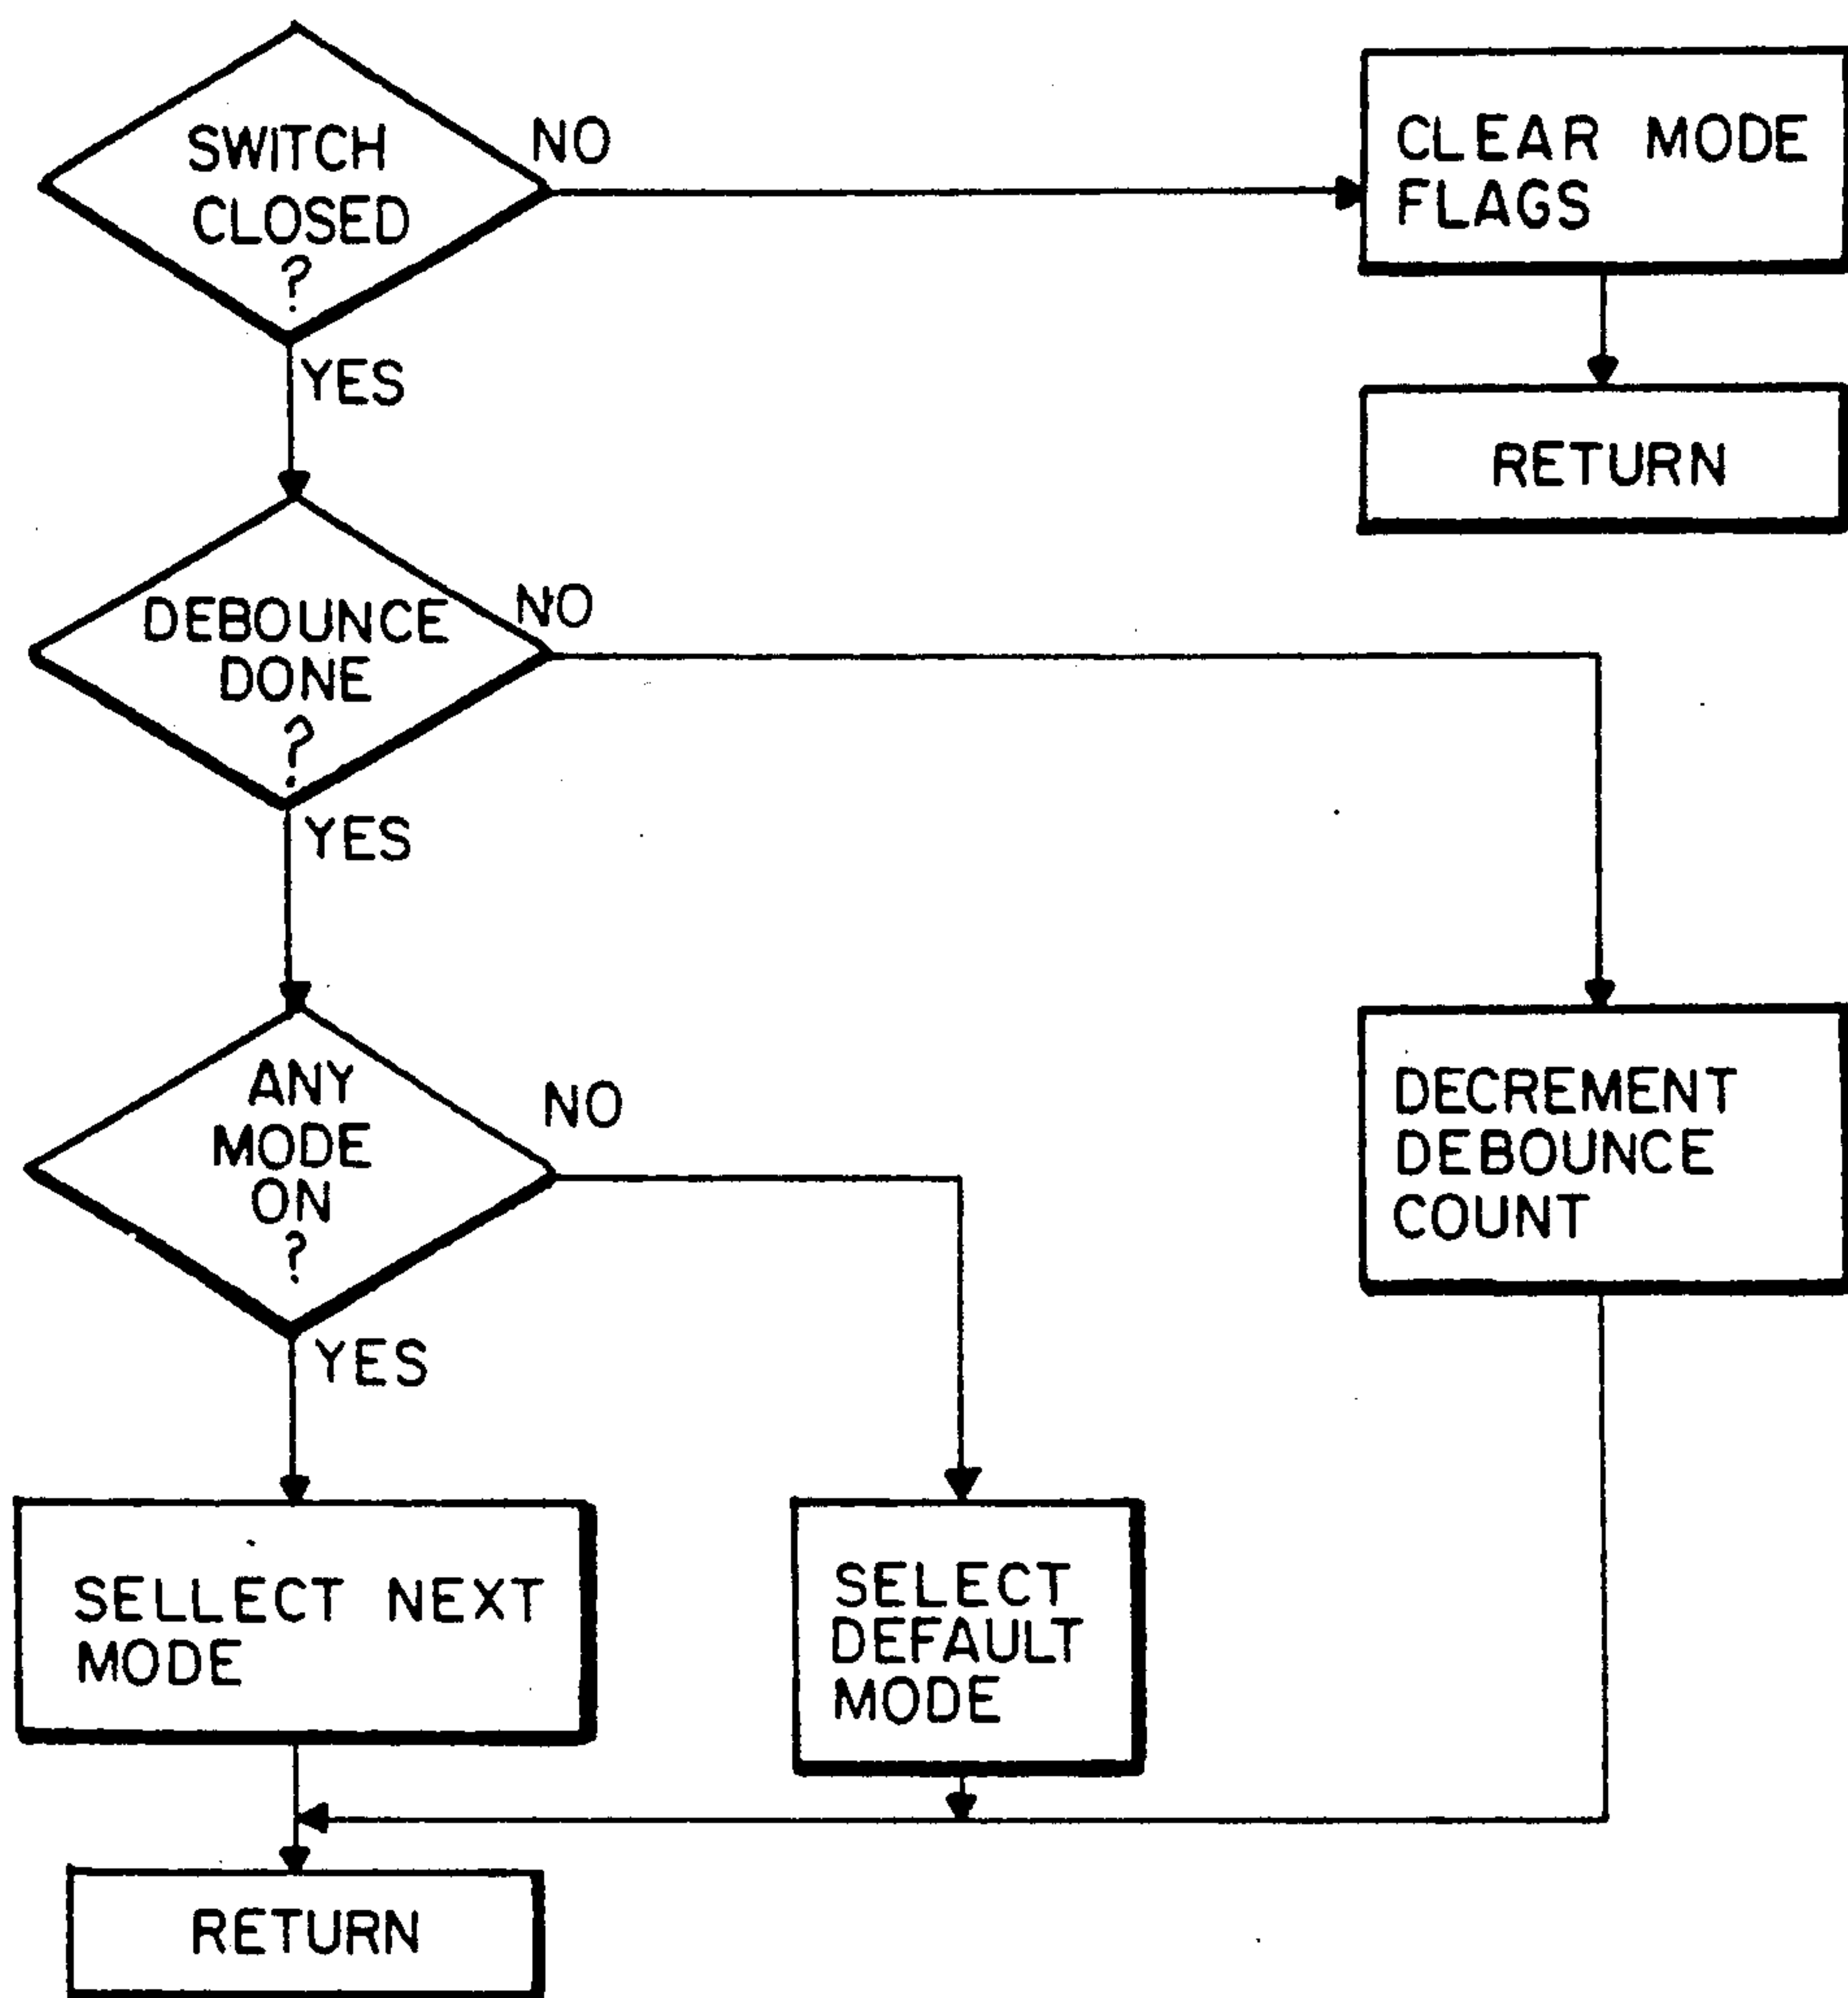 SWITCH
CLOSED
?
NO
CLEAR MODE
FLAGS
YES
RETURN
DEBOUNCE
DONE
?
NO
YES
ANY
MODE
ON
?
NO
DECREMENT
DEBOUNCE
COUNT
YES
SELLECT NEXT
MODE
SELECT
DEFAULT
MODE
RETURN